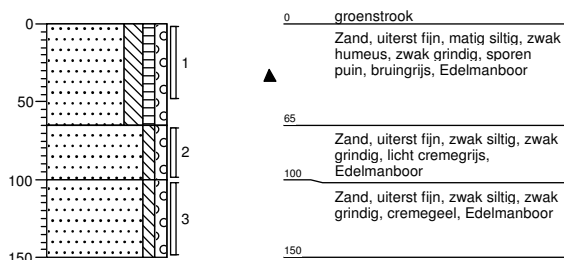 0
50
100
150
1
2
3
0 groenstrook
Zand, uiterst fijn, matig siltig, zwak
humeus, zwak grindig, sporen
puin, bruingrijs, Edelmanboor
65
Zand, uiterst fijn, zwak siltig, zwak
grindig, licht cremegrijs,
Edelmanboor
100
Zand, uiterst fijn, zwak siltig, zwak
grindig, cremegeel, Edelmanboor
150